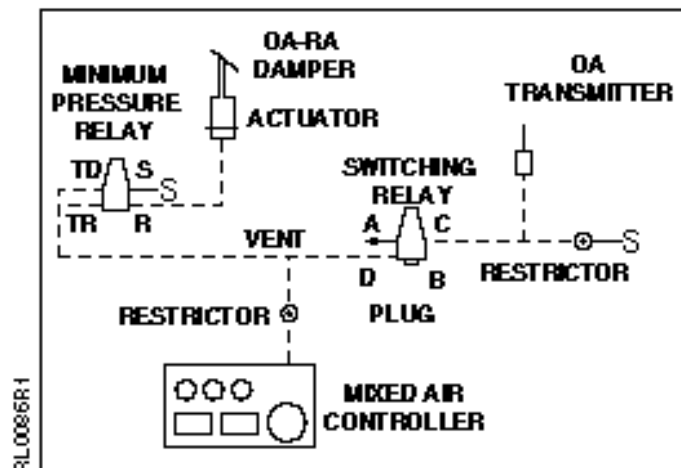 OA-RA
DAMPER
MINIMUM
PRESSURE
RELAY
ACTUATOR
OA
TRANSMITTER
TD S S
TR R
SWITCHING
RELAY
A C
D B
VENT
PLUG
S
RESTRICTOR
RESTRICTOR
MIXED AIR
CONTROLLER
RL0086R1